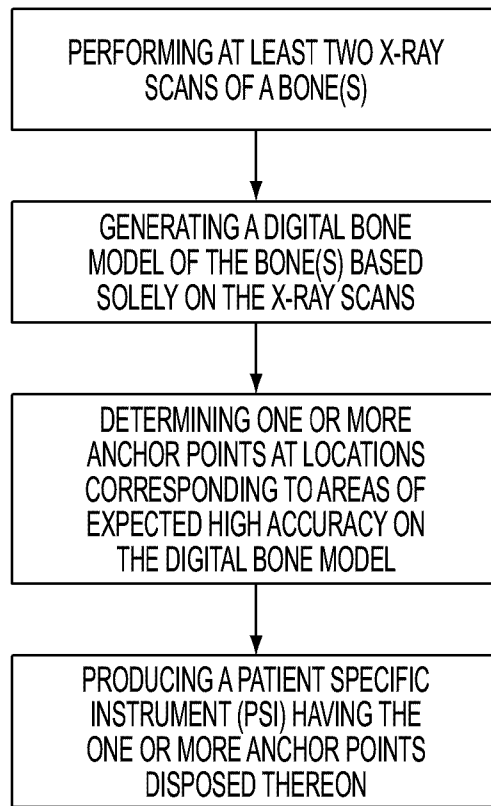 PERFORMING AT LEAST TWO X-RAY
SCANS OF A BONE(S)
GENERATING A DIGITAL BONE
MODEL OF THE BONE(S) BASED
SOLELY ON THE X-RAY SCANS
DETERMINING ONE OR MORE
ANCHOR POINTS AT LOCATIONS
CORRESPONDING TO AREAS OF
EXPECTED HIGH ACCURACY ON
THE DIGITAL BONE MODEL
PRODUCING A PATIENT SPECIFIC
INSTRUMENT (PSI) HAVING THE
ONE OR MORE ANCHOR POINTS
DISPOSED THEREON